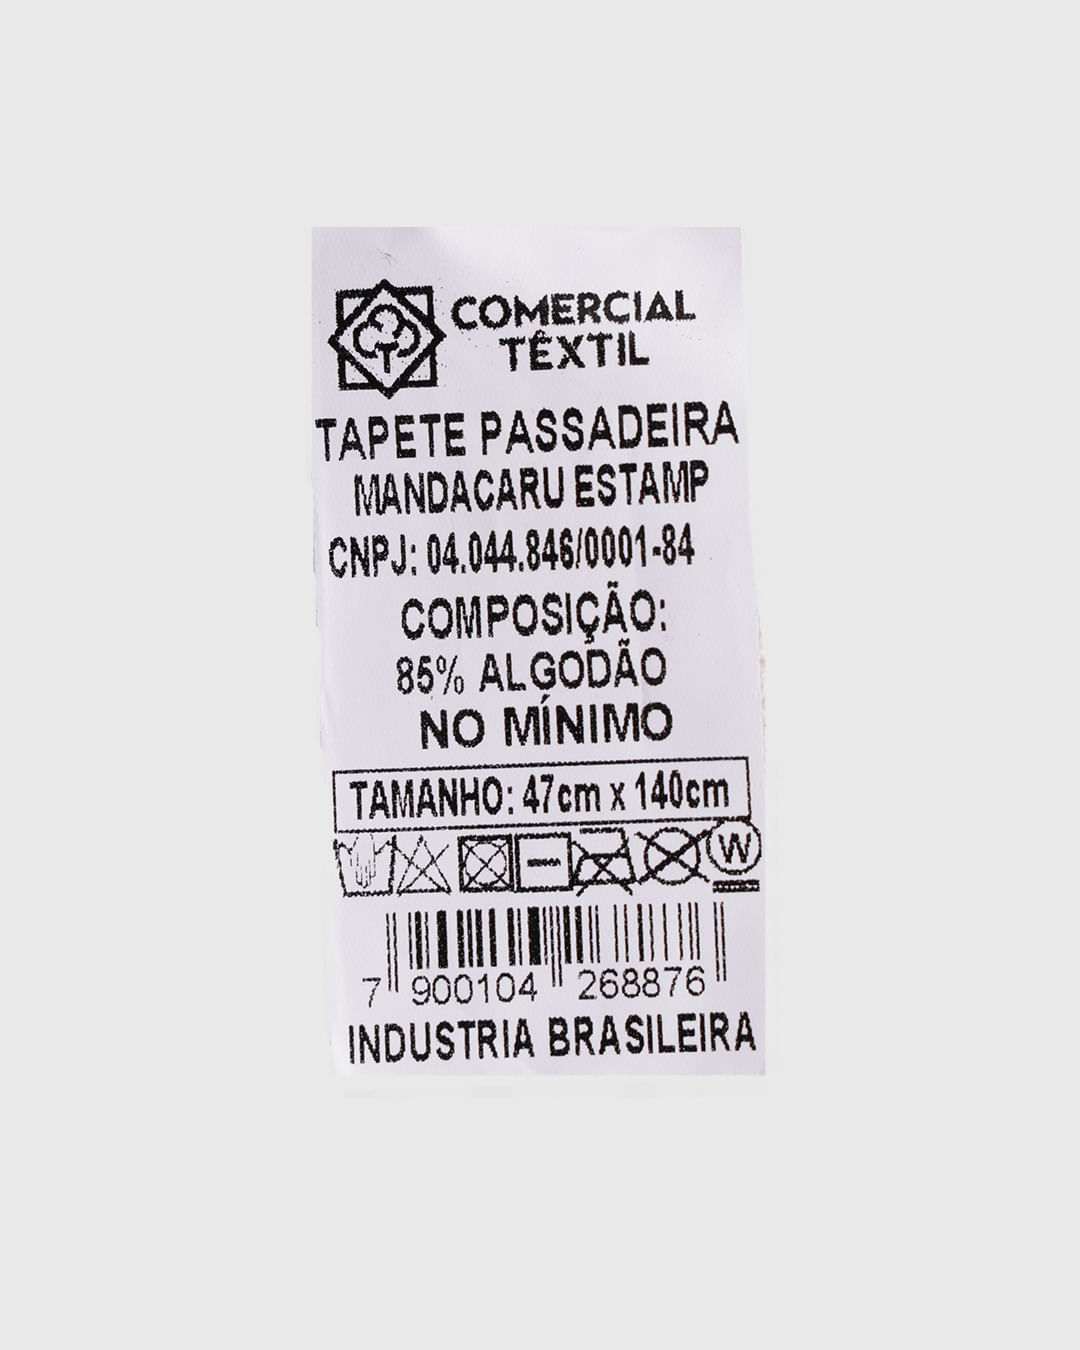 COMERCIAL
TÊXTIL
TAPETE PASSADEIRA
MANDACARU ESTAMP
CNPJ: 04.044.846/0001-84
COMPOSIÇÃO:
85% ALGODÃO
NO MÍNIMO
TAMANHO: 47cm x 140cm
W
7 900104 268876
INDUSTRIA BRASILEIRA